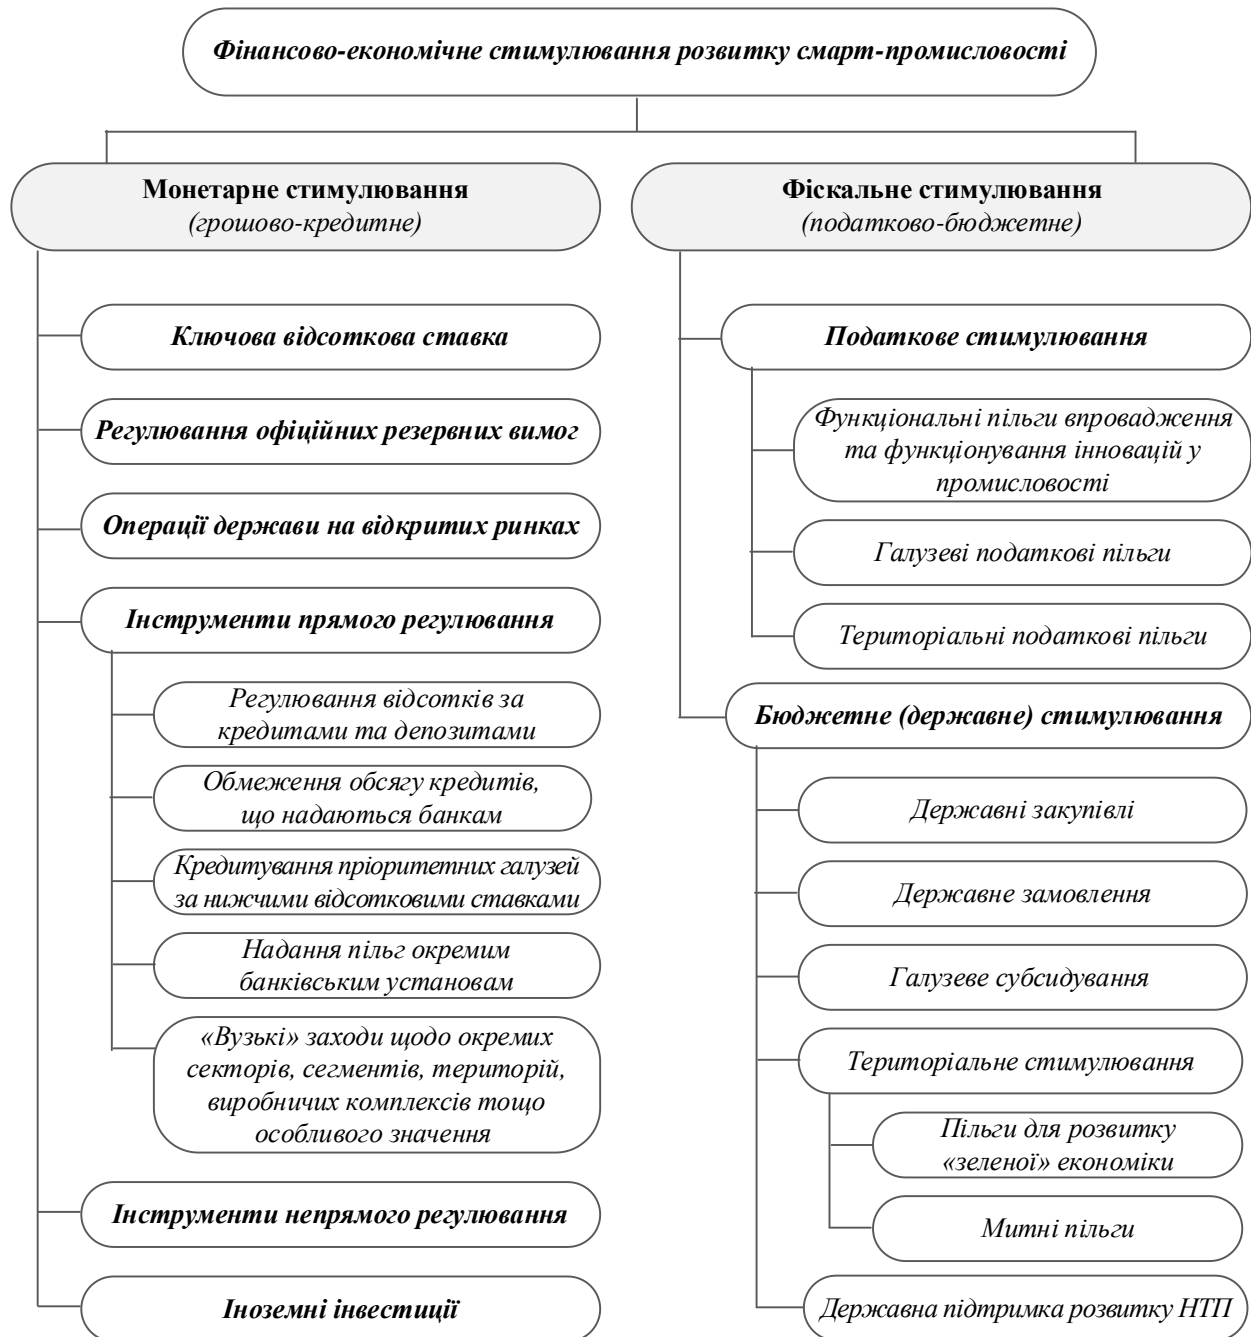 Фінансово-економічне стимулювання розвитку смарт-промисловості
Монетарне стимулювання
(грошово-кредитне)
Ключова відсоткова ставка
Регулювання офіційних резервних вимог
Операції держави на відкритих ринках
Інструменти прямого регулювання
Регулювання відсотків за
кредитами та депозитами
Обмеження обсягу кредитів,
що надаються банкам
Кредитування пріоритетних галузей
за нижчими відсотковими ставками
Надання пільг окремим
банківським установам
«Вузькі» заходи щодо окремих
секторів, сегментів, територій,
виробничих комплексів тощо
особливого значення
Інструменти непрямого регулювання
Іноземні інвестиції
Фіскальне стимулювання
(податково-бюджетне)
Податкове стимулювання
Функціональні пільги впровадження
та функціонування інновацій у
промисловості
Галузеві податкові пільги
Територіальні податкові пільги
Бюджетне (державне) стимулювання
Державні закупівлі
Державне замовлення
Галузеве субсидування
Територіальне стимулювання
Пільги для розвитку
«зеленої» економіки
Митні пільги
Державна підтримка розвитку НТП